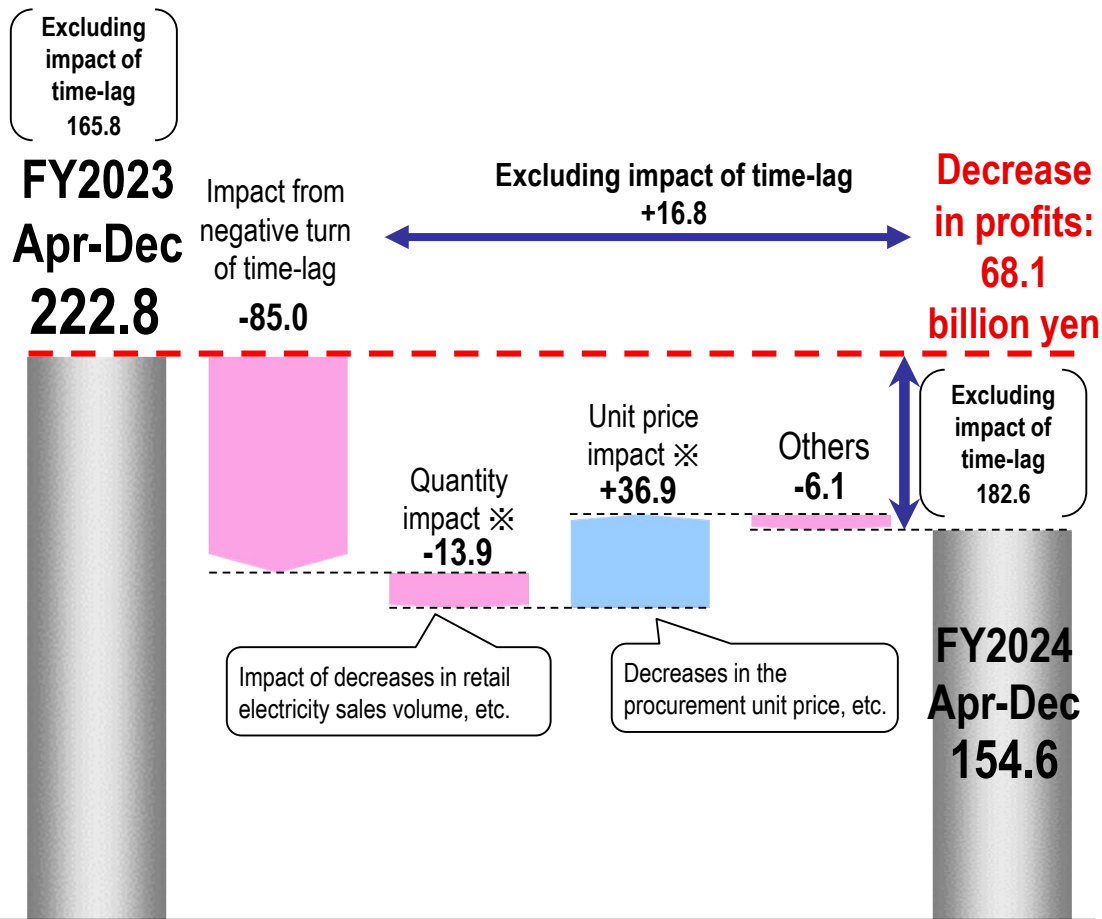 Excluding
impact of
time-lag
165.8
FY2023
Apr-Dec
222.8
Impact from
negative turn
of time-lag
-85.0
Excluding impact of time-lag
+16.8
Decrease
in profits:
68.1
billion yen
Quantity
impact ※
-13.9
Unit price
impact ※
+36.9
Others
-6.1
Excluding
impact of
time-lag
182.6
Impact of decreases in retail
electricity sales volume, etc.
Decreases in the
procurement unit price, etc.
FY2024
Apr-Dec
154.6